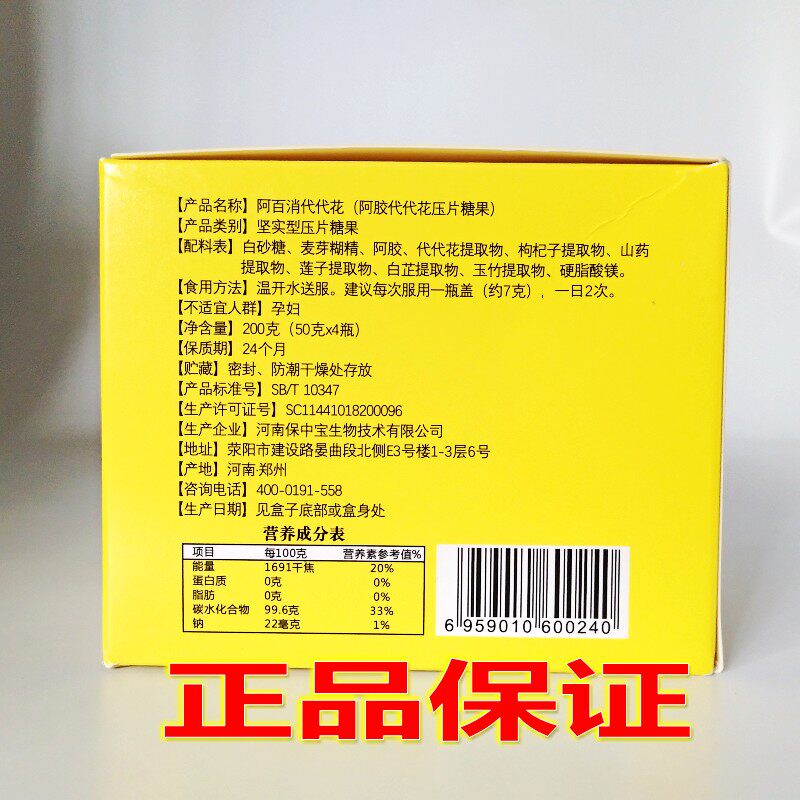 【产品名称】阿百消代代花（阿胶代代花压片糖果）
【产品类别】坚实型压片糖果
【配料表】白砂糖、麦芽糊精、阿胶、代代花提取物、枸杞子提取物、山药
提取物、莲子提取物、白芷提取物、玉竹提取物、硬脂酸镁。
【食用方法】温开水送服。建议每次服用一瓶盖（约7克），一日2次。
【不适宜人群】孕妇
【净含量】200克（50克x4瓶）
【保质期】24个月
【贮藏】密封、防潮干燥处存放
【产品标准号】SB/T 10347
【生产许可证号】SC11441018200096
【生产企业】河南保中宝生物技术有限公司
【地址】荥阳市建设路晏曲段北侧E3号楼1-3层6号
【产地】河南·郑州
【咨询电话】400-0191-558
【生产日期】见盒子底部或盒身处
营养成分表
项目 每100克 营养素参考值%
能量 1691千焦 20%
蛋白质 0克 0%
脂肪 0克 0%
碳水化合物 99.6克 33%
钠 22毫克 1%
6 959010 600240
正品保证